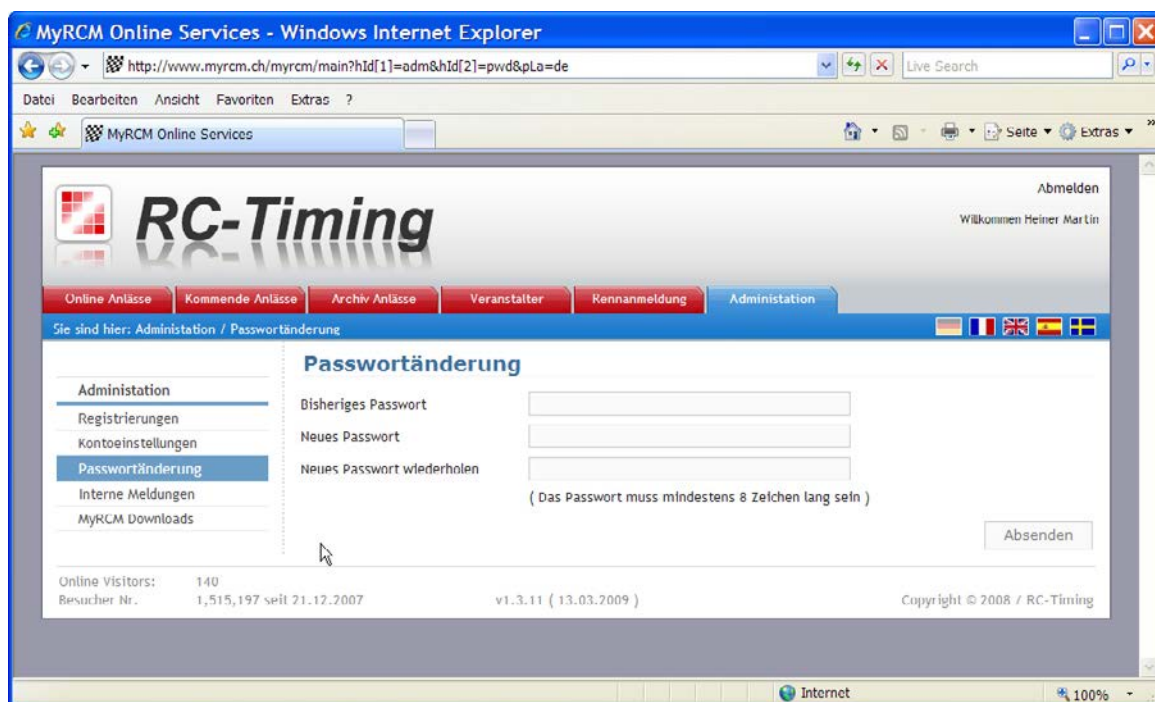 MyRCM Online Services - Windows Internet Explorer
http://www.myrcm.ch/myrcm/main?hId[1]=adm&hId[2]=pwd&pLa=de
Live Search
Datei Bearbeiten Ansicht Favoriten Extras ?
MyRCM Online Services
Seite Extras »
RC-Timing
Abmelden
Willkommen Heiner Martin
Online Anlässe Kommende Anlässe Archiv Anlässe Veranstalter Rennanmeldung Administation
Sie sind hier: Administation / Passwortänderung
Passwortänderung
Administation
Registrierungen
Kontoeinstellungen
Passwortänderung
Interne Meldungen
MyRCM Downloads
Bisheriges Passwort
Neues Passwort
Neues Passwort wiederholen
( Das Passwort muss mindestens 8 Zeichen lang sein )
Absenden
Online Visitors: 140
Besucher Nr. 1,515,197 seit 21.12.2007
v1.3.11 ( 13.03.2009 )
Copyright © 2008 / RC-Timing
Internet
100%